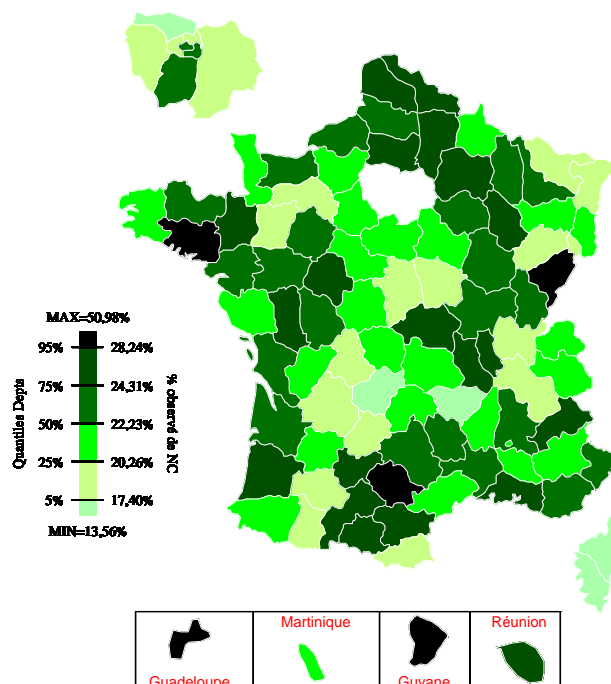 MAX=50,98%
95% 28,24%
75% 24,31%
50% 22,23%
25% 20,26%
5% 17,40%
MIN=13,56%
Quantiles Depts
% observé de NC
Martinique Réunion
Guadeloupe Guyane